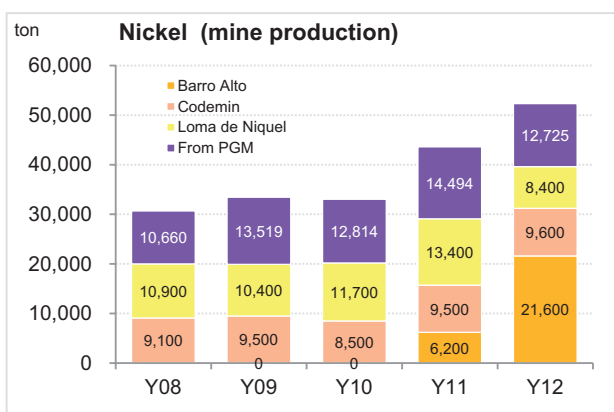 ton Nickel (mine production)
60,000
50,000
40,000
30,000
20,000
10,000
0
Barro Alto
Codemin
Loma de Niquel
From PGM
10,660 13,519 12,814 14,494 12,725
10,900 10,400 11,700 13,400 8,400
9,100 9,500 8,500 9,500 9,600
0 0 6,200 21,600
Y08 Y09 Y10 Y11 Y12